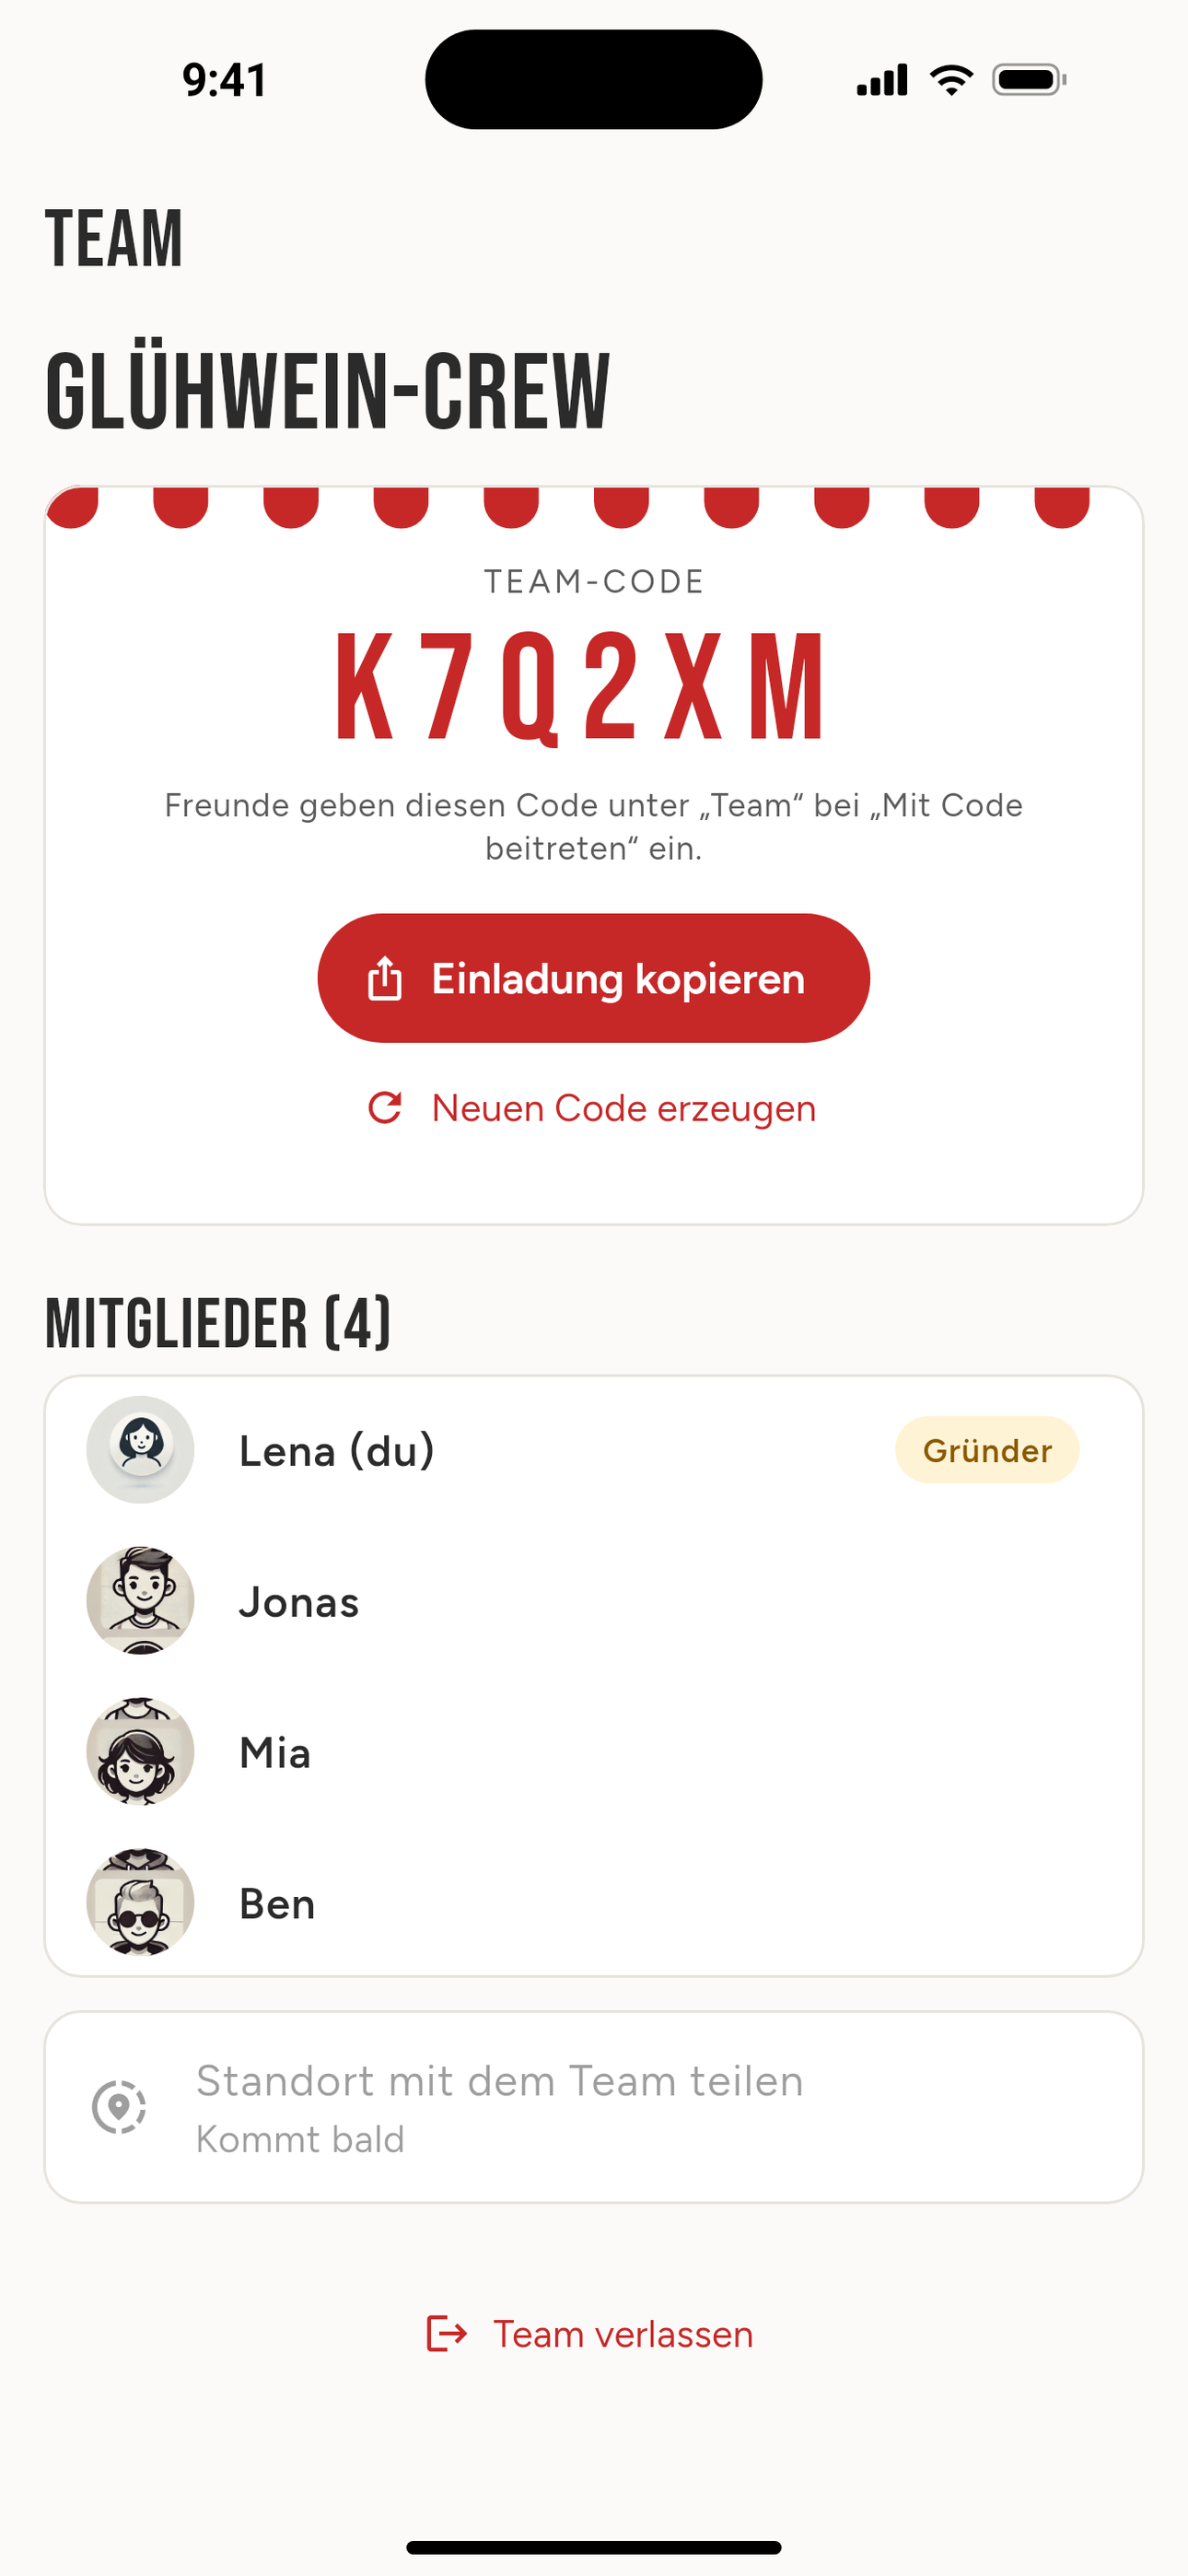 9:41
TEAM
GLÜHWEIN-CREW
TEAM-CODE
K7Q2XM
Freunde geben diesen Code unter „Team“ bei „Mit Code
beitreten“ ein.
Einladung kopieren
Neuen Code erzeugen
MITGLIEDER (4)
Lena (du)
Gründer
Jonas
Mia
Ben
Standort mit dem Team teilen
Kommt bald
Team verlassen